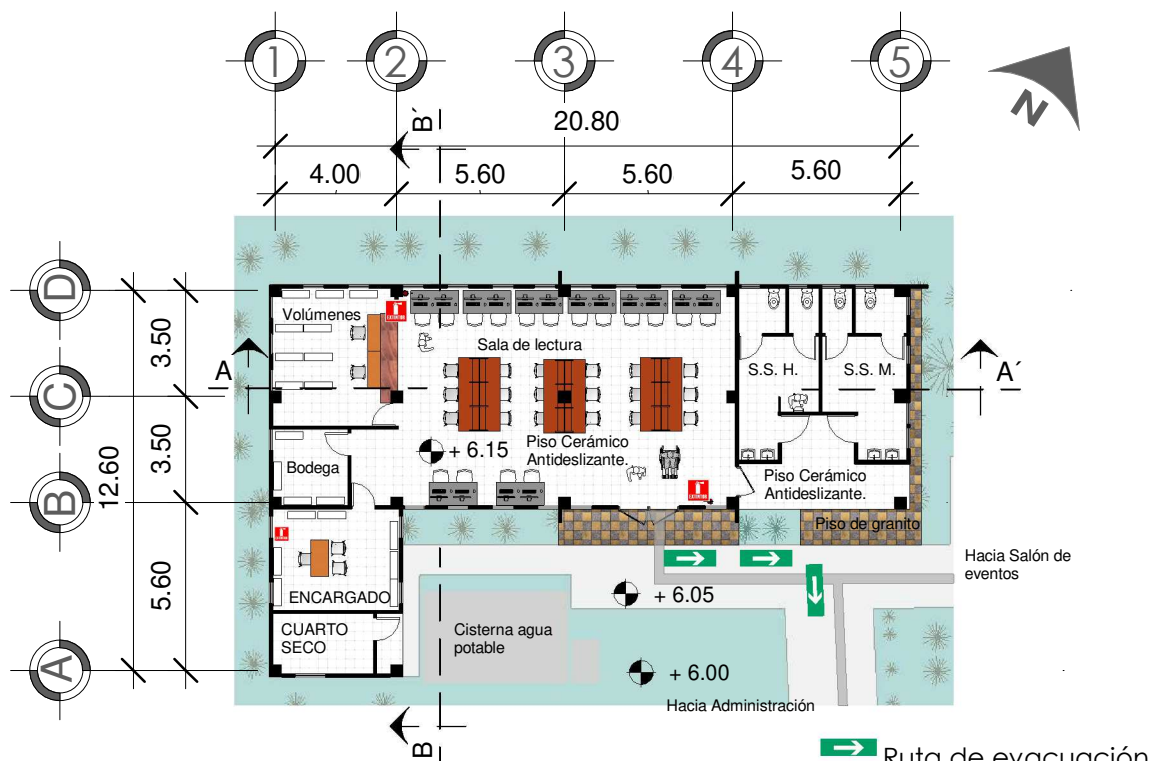 1
2
3
4
5
N
B´
20.80
4.00
5.60
5.60
5.60
D
C
B
A
3.50
3.50
5.60
12.60
Volúmenes
EXTINTOR
Sala de lectura
S.S. H.
S.S. M.
A
A´
+ 6.15
Piso Cerámico
Antideslizante.
Bodega
Piso Cerámico
Antideslizante.
EXTINTOR
Piso de granito
Hacia Salón de
eventos
ENCARGADO
+ 6.05
CUARTO
SECO
Cisterna agua
potable
+ 6.00
Hacia Administración
B
Ruta de evacuación